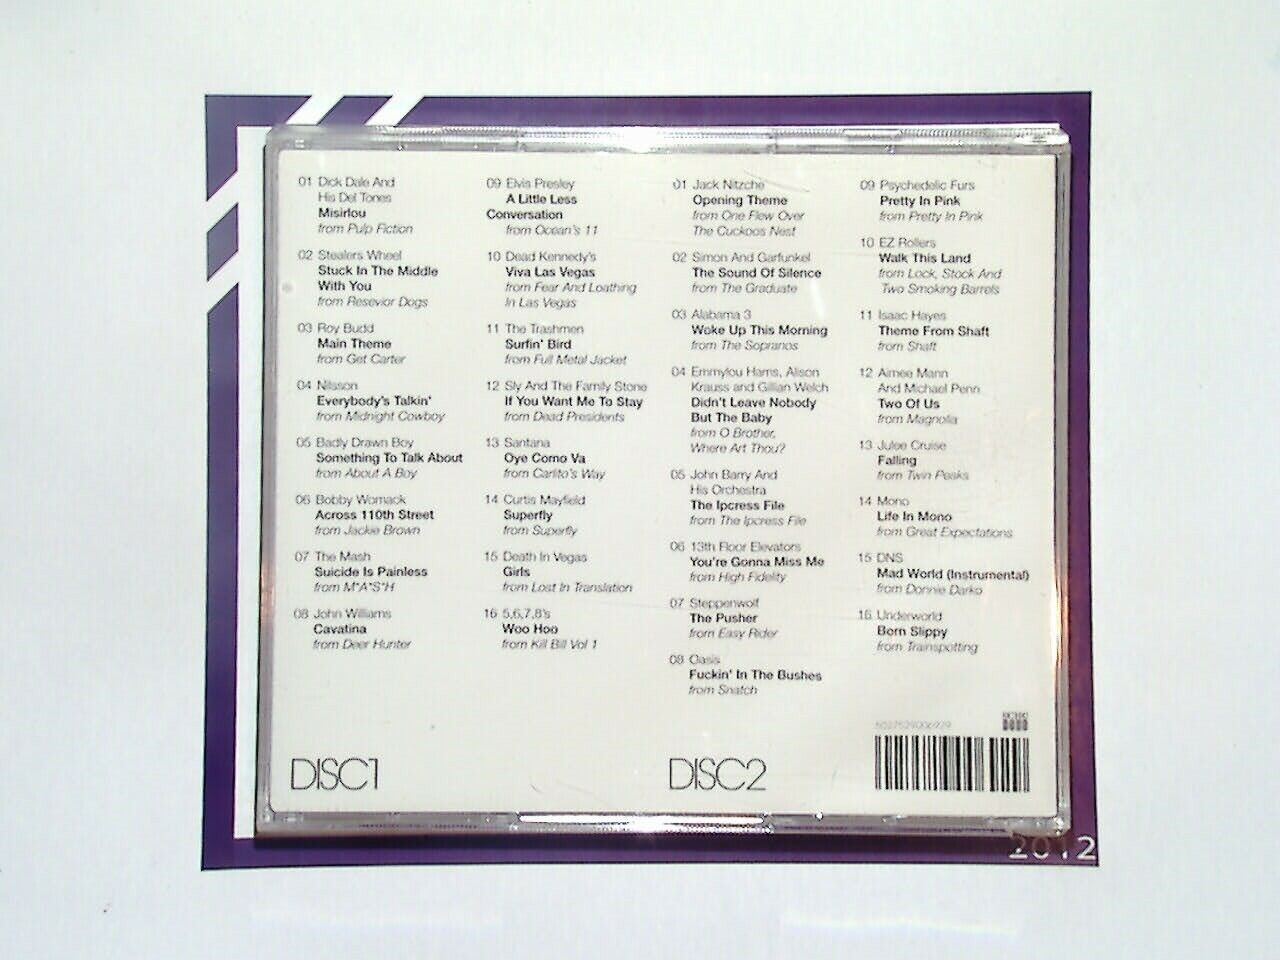 01 Dick Dale And
His Del Tones
Misirlou
from Pulp Fiction
02 Stealers Wheel
Stuck In The Middle
With You
from Resevior Dogs
03 Roy Budd
Main Theme
from Get Carter
04 Nilsson
Everybody's Talkin'
from Midnight Cowboy
05 Badly Drawn Boy
Something To Talk About
from About A Boy
06 Bobby Womack
Across 110th Street
from Jackie Brown
07 The Mash
Suicide Is Painless
from M*A*S*H
08 John Williams
Cavatina
from Deer Hunter
09 Elvis Presley
A Little Less
Conversation
from Ocean's 11
10 Dead Kennedy's
Viva Las Vegas
from Fear And Loathing
In Las Vegas
11 The Trashmen
Surfin' Bird
from Full Metal Jacket
12 Sly And The Family Stone
If You Want Me To Stay
from Dead Presidents
13 Santana
Oye Como Va
from Carlito's Way
14 Curtis Mayfield
Superfly
from Superfly
15 Death In Vegas
Girls
from Lost In Translation
16 5,6,7,8's
Woo Hoo
from Kill Bill Vol 1
DISC1
01 Jack Nitzche
Opening Theme
from One Flew Over
The Cuckoos Nest
02 Simon And Garfunkel
The Sound Of Silence
from The Graduate
03 Alabama 3
Woke Up This Morning
from The Sopranos
04 Emmylou Harris, Alison
Krauss and Gillian Welch
Didn't Leave Nobody
But The Baby
from O Brother,
Where Art Thou?
05 John Barry And
His Orchestra
The Ipcress File
from The Ipcress File
06 13th Floor Elevators
You're Gonna Miss Me
from High Fidelity
07 Steppenwolf
The Pusher
from Easy Rider
08 Oasis
Fuckin' In The Bushes
from Snatch
09 Psychedelic Furs
Pretty In Pink
from Pretty In Pink
10 EZ Rollers
Walk This Land
from Lock, Stock And
Two Smoking Barrels
11 Isaac Hayes
Theme From Shaft
from Shaft
12 Aimee Mann
And Michael Penn
Two Of Us
from Magnolia
13 Julee Cruise
Falling
from Twin Peaks
14 Mono
Life In Mono
from Great Expectations
15 DNS
Mad World (Instrumental)
from Donnie Darko
16 Underworld
Born Slippy
from Trainspotting
DISC2
2012